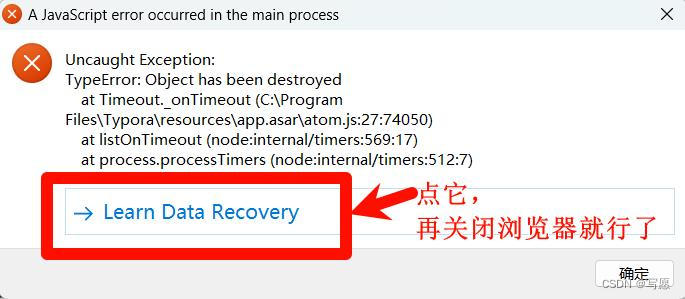 A JavaScript error occurred in the main process
Uncaught Exception:
TypeError: Object has been destroyed
at Timeout._onTimeout (C:\Program
Files\Typora\resources\app.asar\atom.js:27:74050)
at listOnTimeout (node:internal/timers:569:17)
at process.processTimers (node:internal/timers:512:7)
→ Learn Data Recovery
点它，
再关闭浏览器就行了
确定
CSDN @写愿